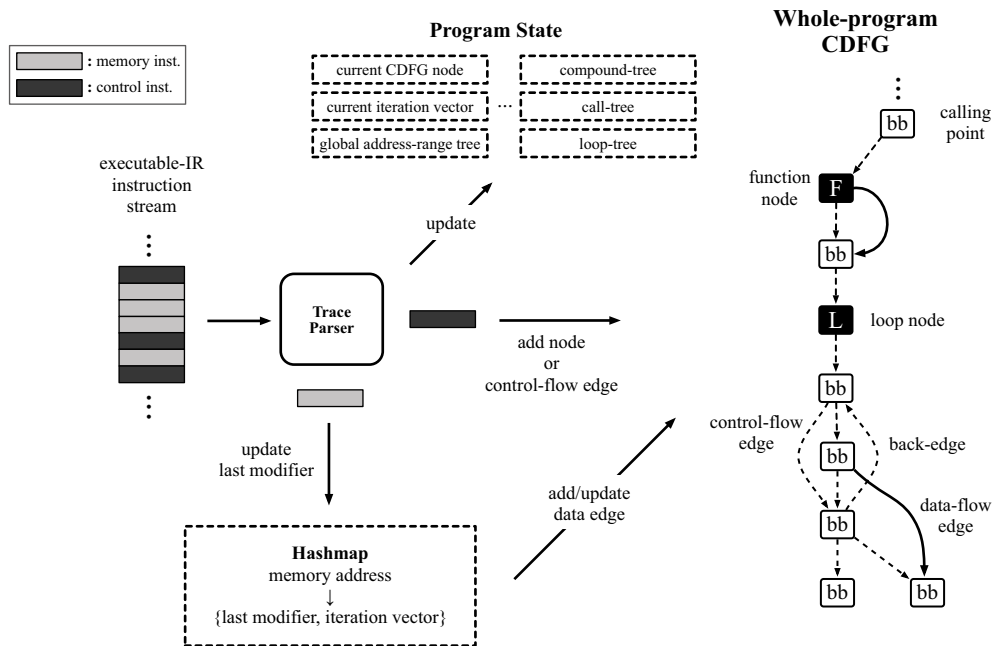 : memory inst.
: control inst.
Program State
current CDFG node
compound-tree
current iteration vector
...
call-tree
global address-range tree
loop-tree
Whole-program
CDFG
bb
calling
point
function
node
F
bb
L
loop node
bb
control-flow
edge
back-edge
bb
bb
data-flow
edge
bb
bb
executable-IR
instruction
stream
Trace
Parser
update
add node
or
control-flow edge
update
last modifier
add/update
data edge
Hashmap
memory address
↓
{last modifier, iteration vector}